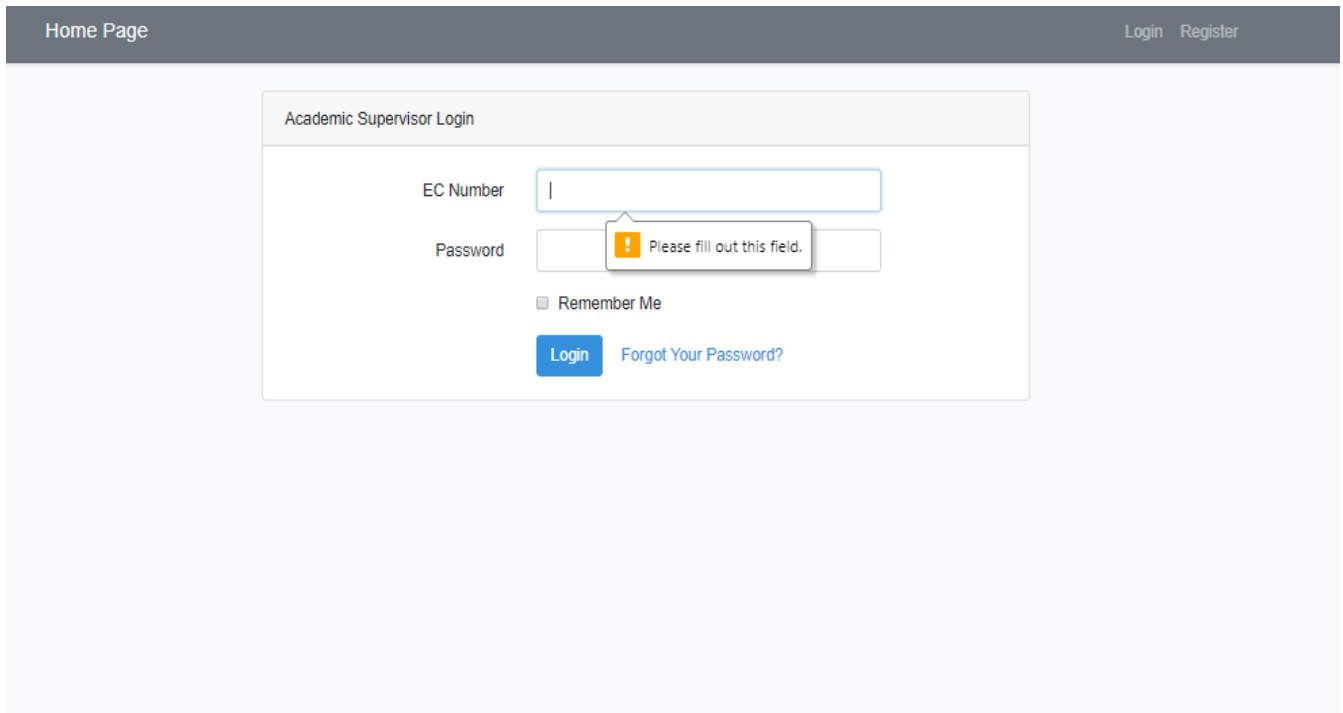 Home Page
Login Register
Academic Supervisor Login
EC Number
Please fill out this field.
Password
Remember Me
Login Forgot Your Password?